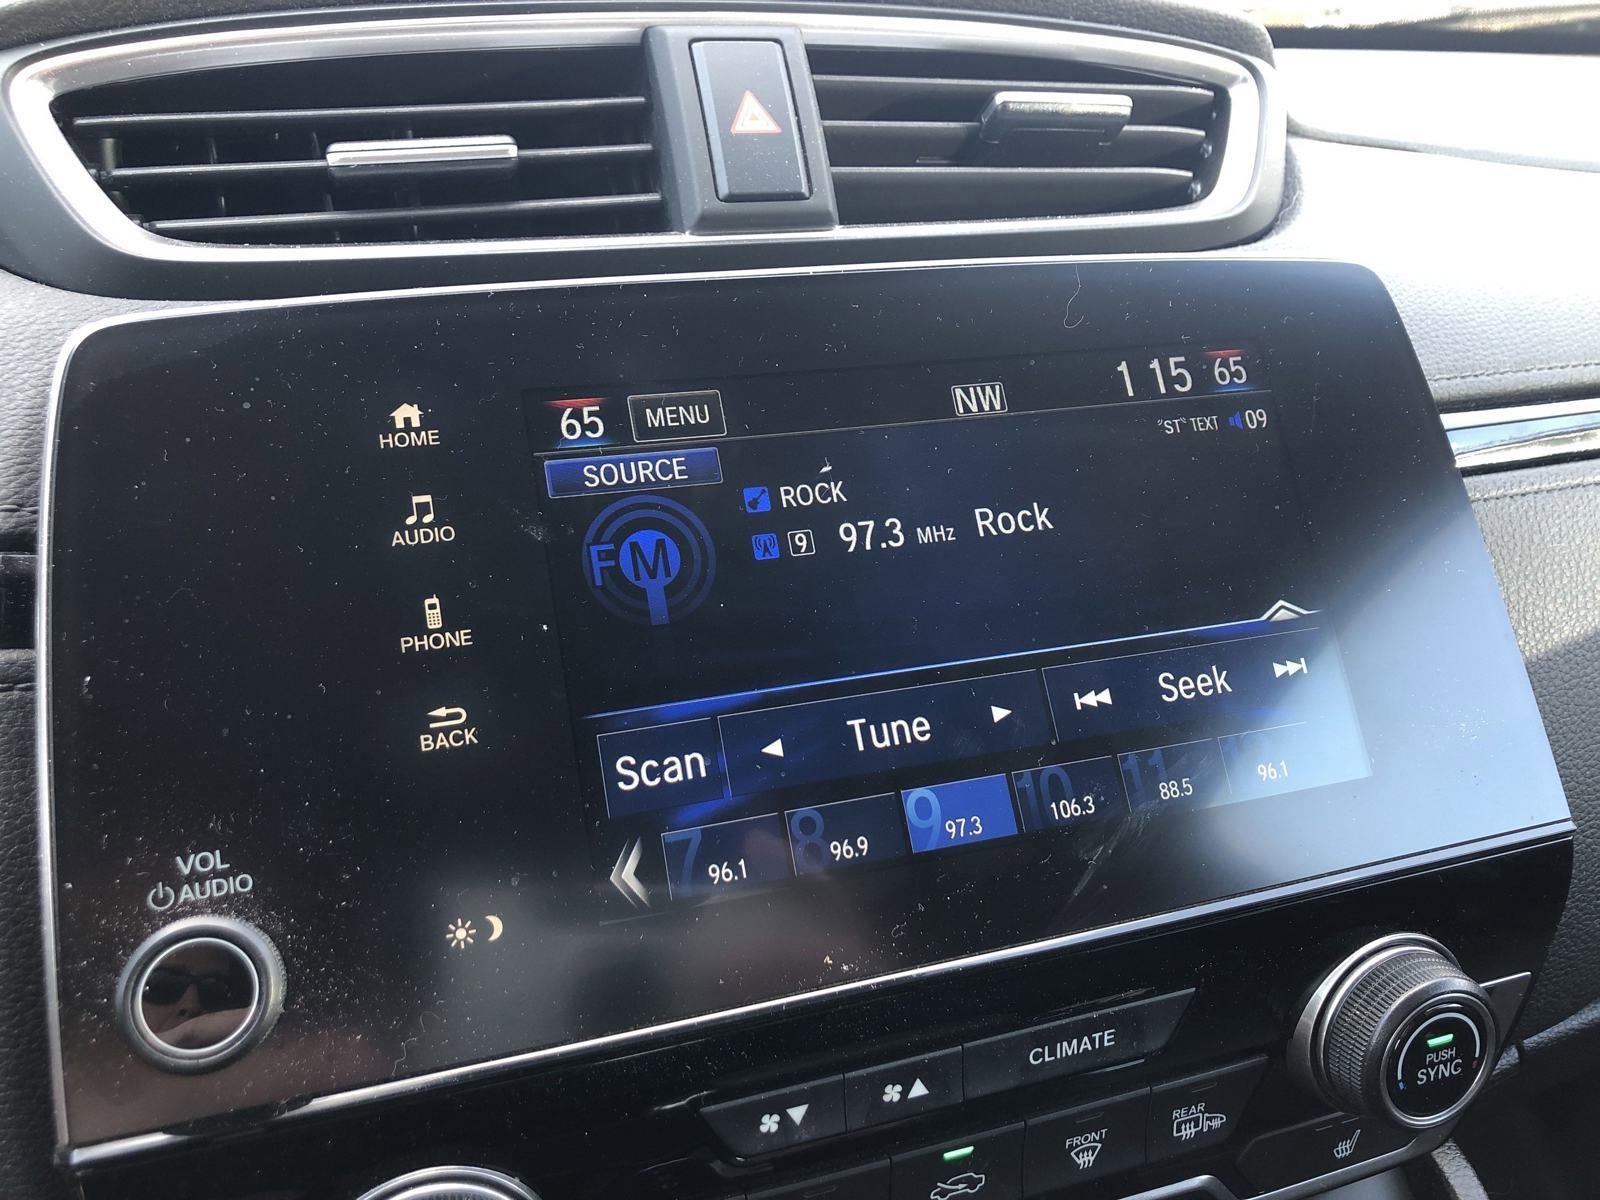 65 MENU NW 1 15 65
"ST" TEXT 09
HOME
SOURCE
ROCK
AUDIO
FM
9 97.3 MHz Rock
PHONE
BACK
Scan Tune Seek
7 96.1 8 96.9 9 97.3 10 106.3 11 88.5 12 96.1
VOL
AUDIO
CLIMATE
PUSH
SYNC
FRONT
REAR